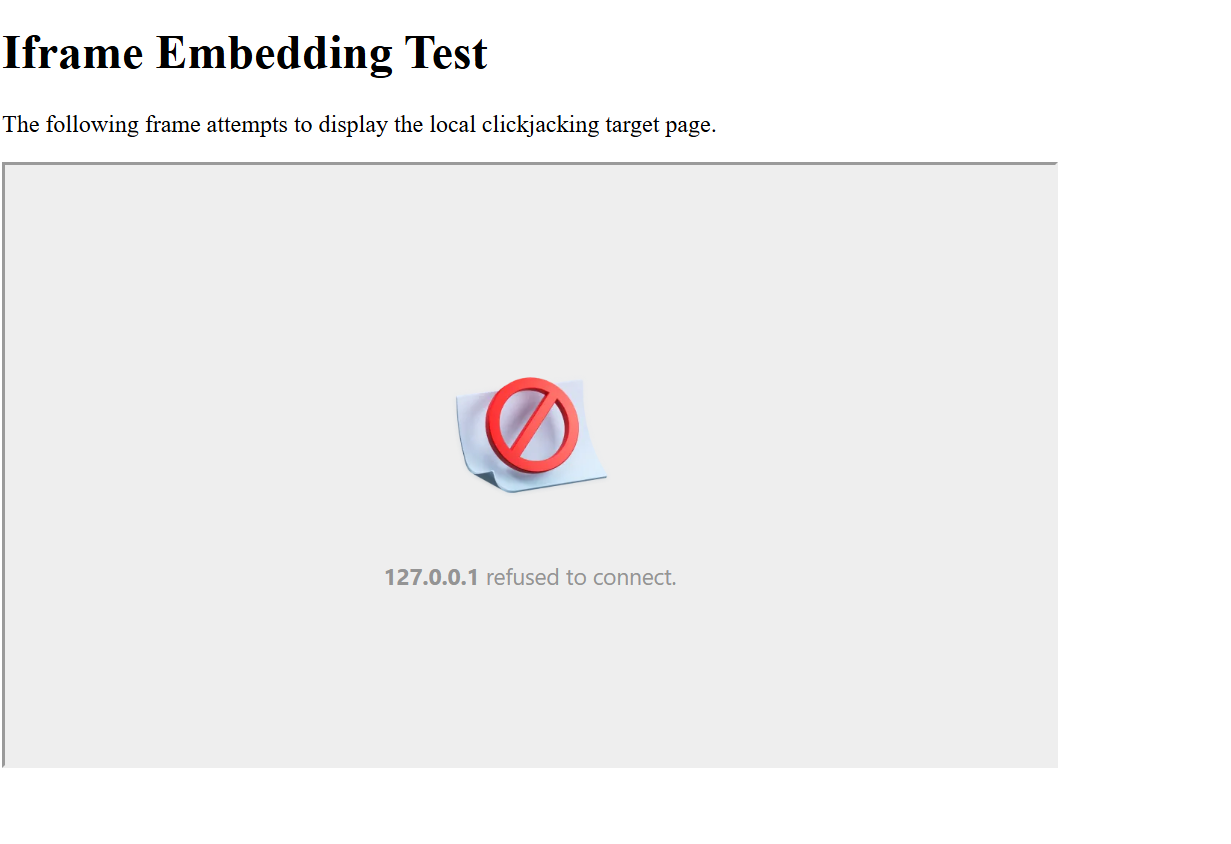 Iframe Embedding Test
The following frame attempts to display the local clickjacking target page.
127.0.0.1 refused to connect.